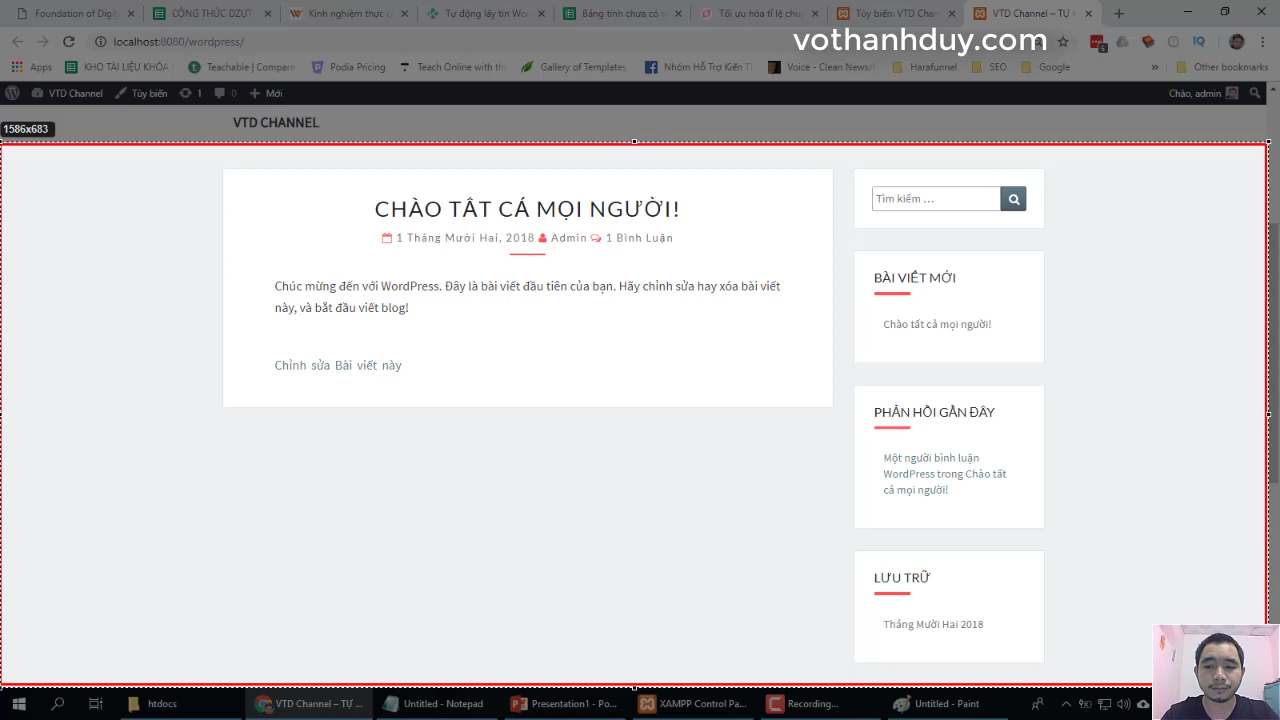 Foundation of Digi
CÔNG THỨC DZỰT
Kinh nghiệm thực c
Tự động lấy tin Wor
Bảng tính chưa có t
Tối ưu hóa tỉ lệ chu
Tùy biến: VTD Chann
VTD Channel – TỰ
localhost:8080/wordpress/
vothanhduy.com
Apps
KHO TÀI LIỆU KHÓA
Teachable | Compare
Podia Pricing
Teach Online with the
Gallery of Templates
Nhóm Hỗ Trợ Kiến Th
Voice - Clean News/
Harafunnel
SEO
Google
Other bookmarks
VTD Channel
Tùy biến
1
0
Mới
Chào, admin
VTD CHANNEL
1586x683
CHÀO TẤT CẢ MỌI NGƯỜI!
1 Tháng Mười Hai, 2018 Admin 1 Bình Luận
Chúc mừng đến với WordPress. Đây là bài viết đầu tiên của bạn. Hãy chỉnh sửa hay xóa bài viết
này, và bắt đầu viết blog!
Chỉnh sửa Bài viết này
Tìm kiếm …
BÀI VIẾT MỚI
Chào tất cả mọi người!
PHẢN HỒI GẦN ĐÂY
Một người bình luận
WordPress trong Chào tất
cả mọi người!
LƯU TRỮ
Tháng Mười Hai 2018
htdocs
VTD Channel – TỰ ...
Untitled - Notepad
Presentation1 - Po...
XAMPP Control Pa...
Recording...
Untitled - Paint